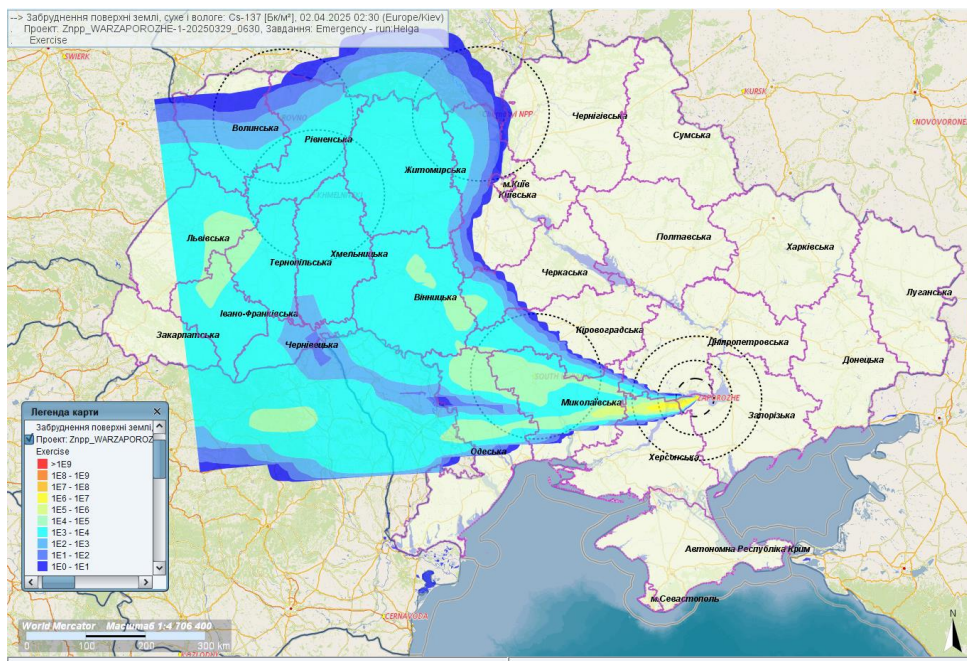 --> Забруднення поверхні землі, сухе і вологе: Cs-137 [Бк/м²], 02.04.2025 02:30 (Europe/Kiev)
Проект: Znpp_WARZAPOROZHE-1-20250329_0630, Завдання: Emergency - run:Helga
Exercise
SWIERK
KURSK
NOVOVORONE
Волинська
ROVNO
Рівненська
NPP
Чернігівська
Сумська
Житомирська
м.Київ
Київська
Львівська
Тернопільська
Хмельницька
Полтавська
Харківська
Черкаська
Луганська
Вінницька
Івано-Франківська
Кіровоградська
Закарпатська
Чернівецька
Дніпропетровська
Донецька
SOUTH
Миколаївська
ZAPOROZHE
Запорізька
Одеська
Херсонська
Автономна Республіка Крим
м.Севастополь
CERNAVODA
Легенда карти
Забруднення поверхні землі,
Проект: Znpp_WARZAPOROZ
Exercise
>1E9
1E8 - 1E9
1E7 - 1E8
1E6 - 1E7
1E5 - 1E6
1E4 - 1E5
1E3 - 1E4
1E2 - 1E3
1E1 - 1E2
1E0 - 1E1
World Mercator Масштаб 1:4 706 400
0 100 200 300 km
N